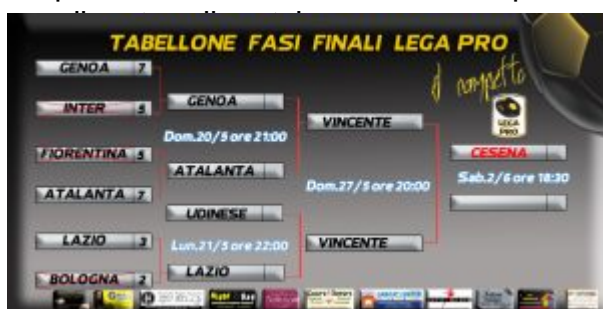 TABELLONE FASI FINALI LEGA PRO
GENOA 7
INTER 5
FIORENTINA 5
ATALANTA 7
LAZIO 3
BOLOGNA 2
GENOA
Dom.20/5 ore 21:00
ATALANTA
UDINESE
Lun.21/5 ore 22:00
LAZIO
VINCENTE
Dom.27/5 ore 20:00
VINCENTE
il rompetto
LEGA
PRO
CESENA
Sab.2/6 ore 18:30